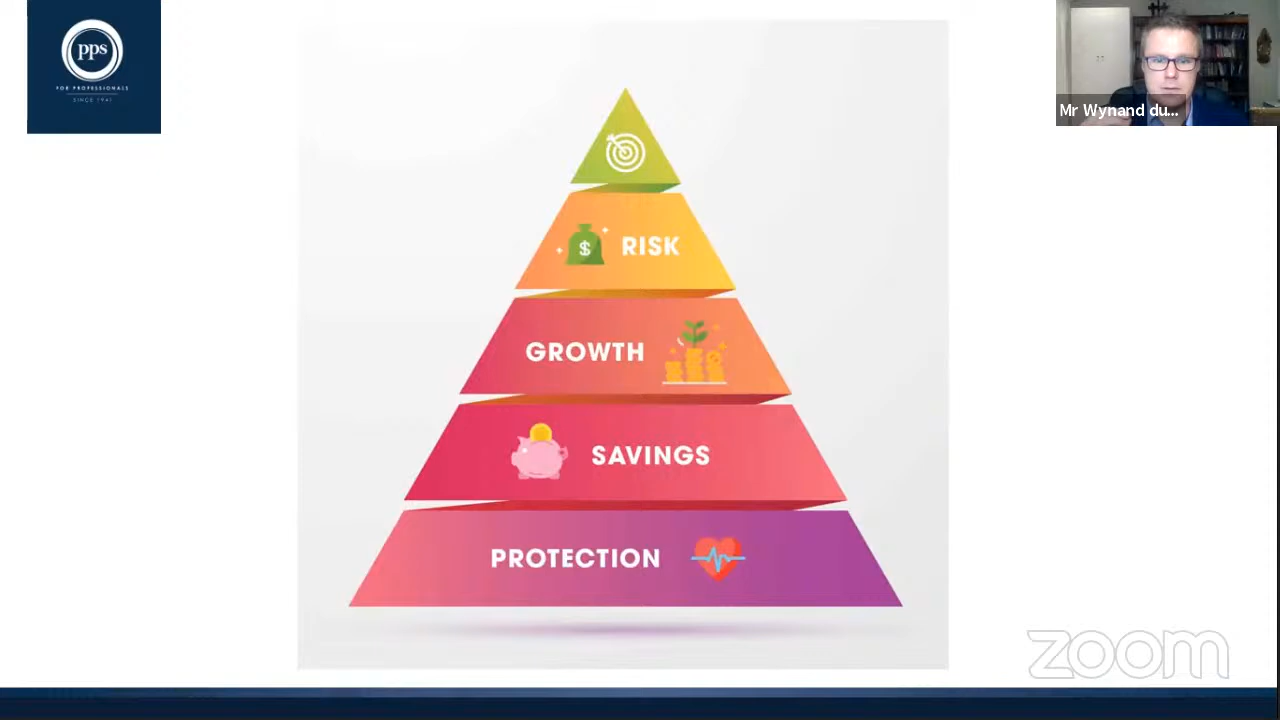 pps
FOR PROFESSIONALS
SINCE 1941
Mr Wynand du...
$
RISK
GROWTH
SAVINGS
PROTECTION
zoom